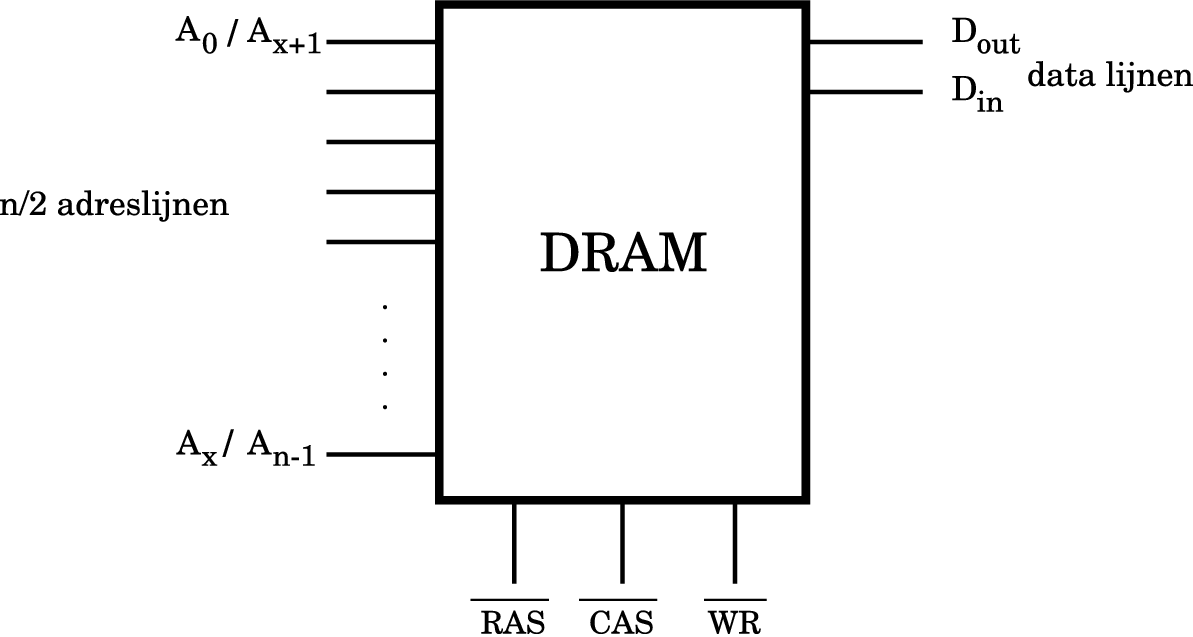 A0 / Ax+1
Dout
data lijnen
Din
n/2 adreslijnen
DRAM
Ax / An-1
RAS CAS WR